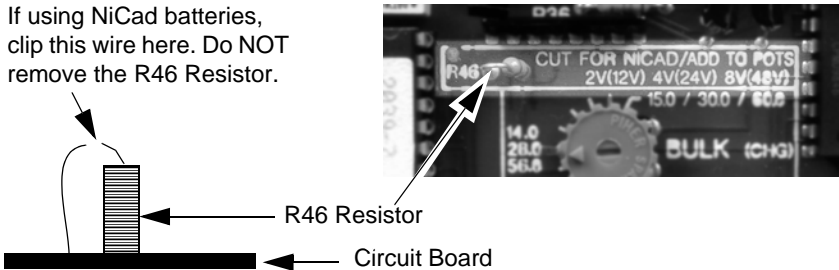 If using NiCad batteries,
clip this wire here. Do NOT
remove the R46 Resistor.
R46 Resistor
Circuit Board
R46
CUT FOR NICAD/ADD TO POTS
2V(12V) 4V(24V) 8V(48V)
15.0 / 30.0 / 60.0
14.0
28.0
56.0
BULK (CHG)